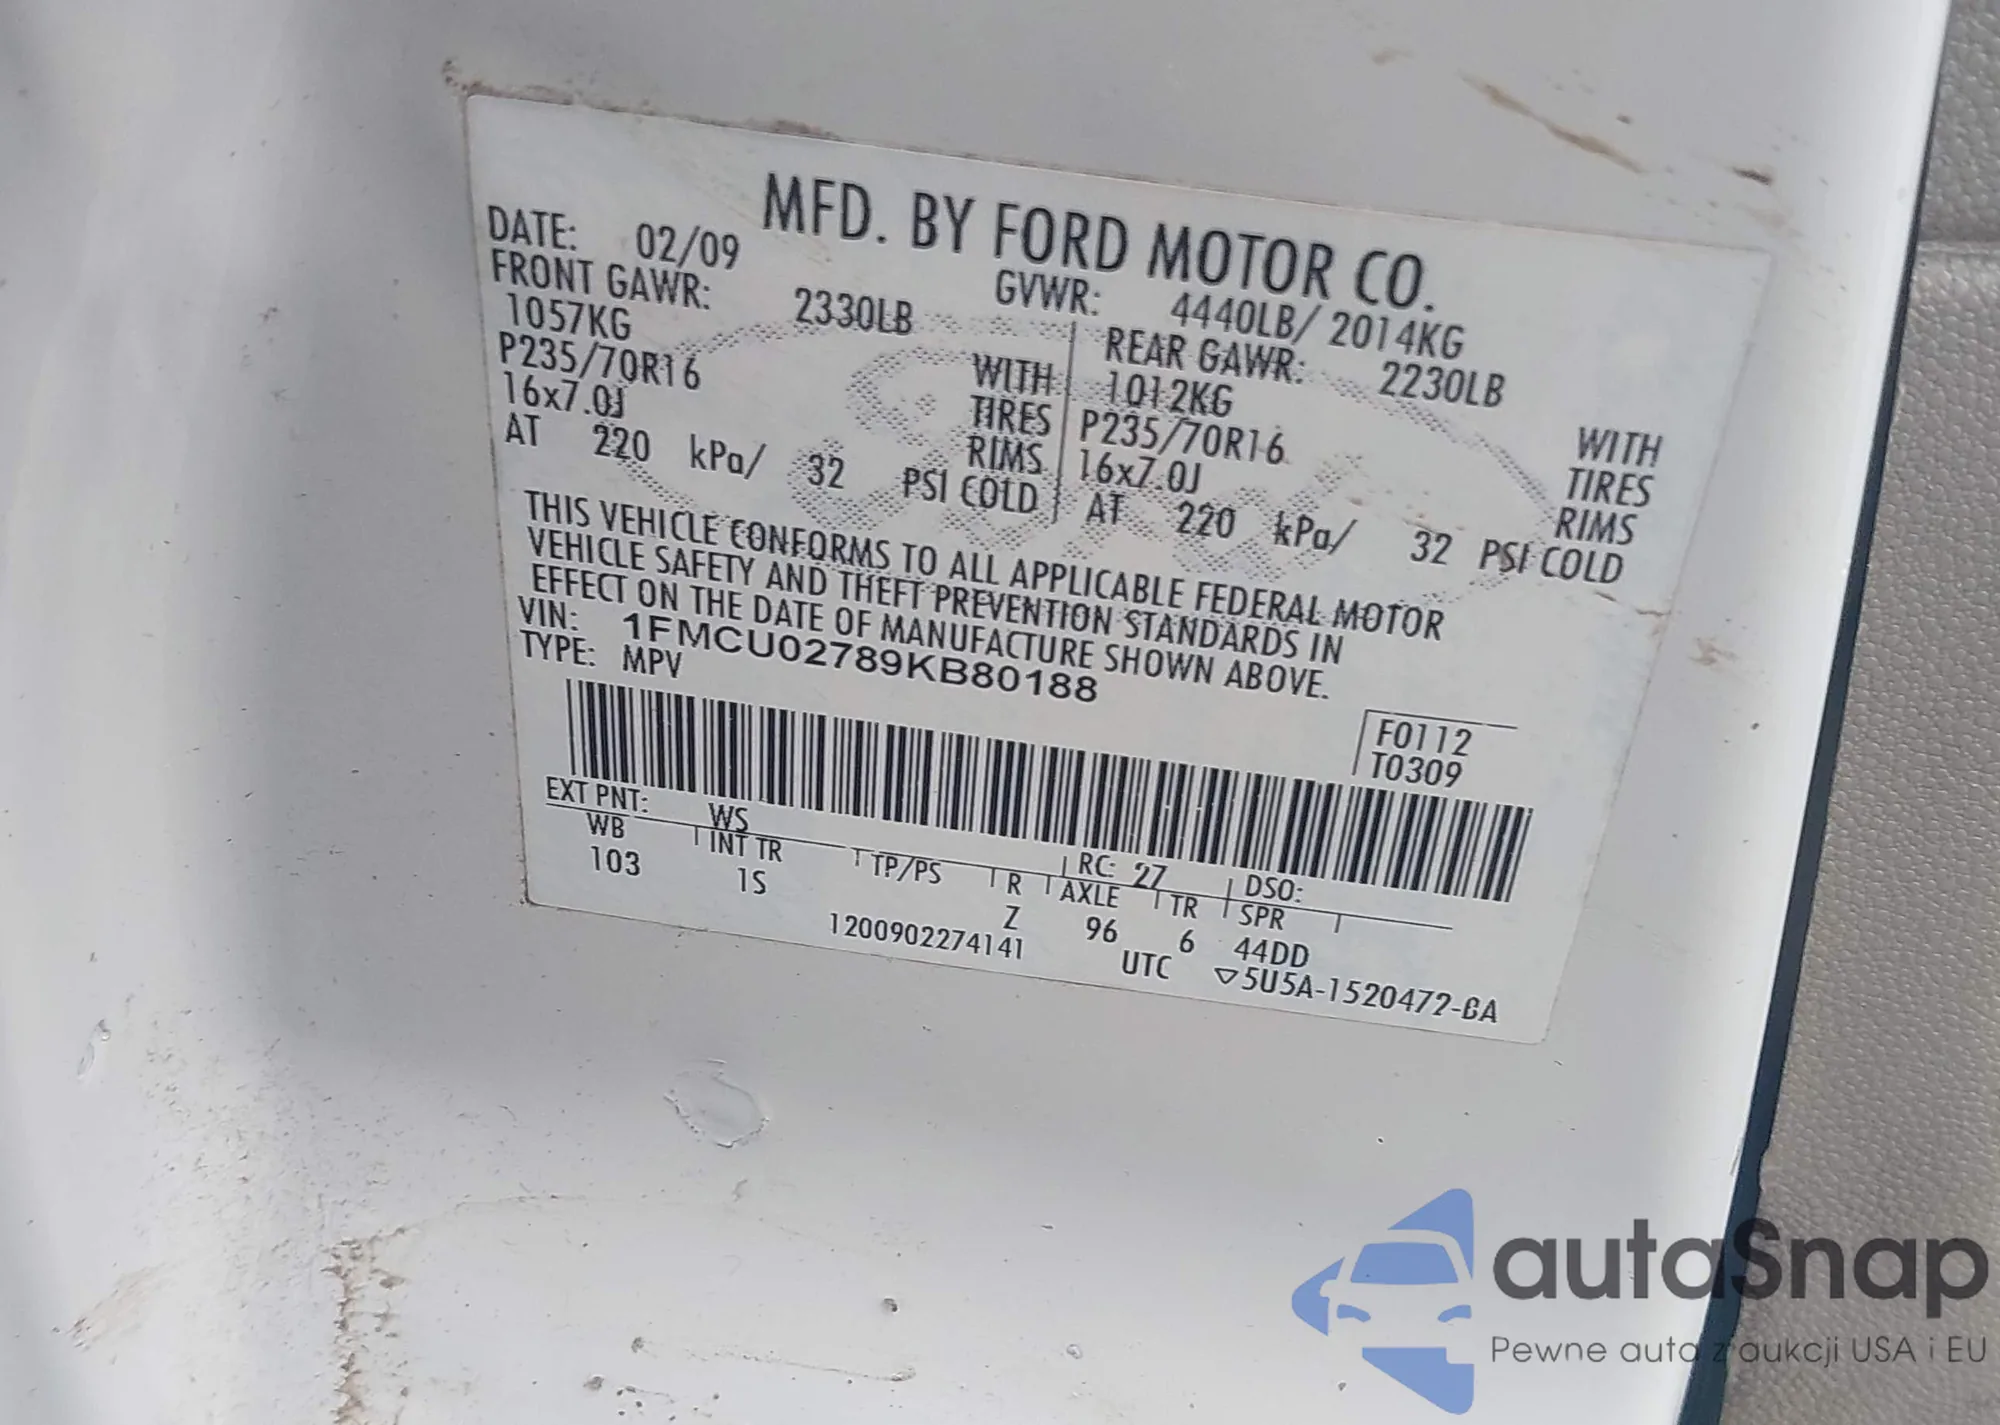 MFD. BY FORD MOTOR CO.
DATE: 02/09 GVWR: 4440LB/ 2014KG
FRONT GAWR: 2330LB REAR GAWR: 2230LB
1057KG WITH 1012KG WITH
P235/70R16 TIRES P235/70R16 TIRES
16x7.0J RIMS 16x7.0J RIMS
AT 220 kPa/ 32 PSI COLD AT 220 kPa/ 32 PSI COLD
THIS VEHICLE CONFORMS TO ALL APPLICABLE FEDERAL MOTOR
VEHICLE SAFETY AND THEFT PREVENTION STANDARDS IN
EFFECT ON THE DATE OF MANUFACTURE SHOWN ABOVE.
VIN: 1FMCU02789KB80188
TYPE: MPV
F0112
T0309
EXT PNT: WS RC: 27 DSO:
WB INT TR TP/PS R AXLE TR SPR
103 1S Z 96 6 44DD
1200902274141 UTC ▽5U5A-1520472-BA
autaSnap
Pewne auta z aukcji USA i EU